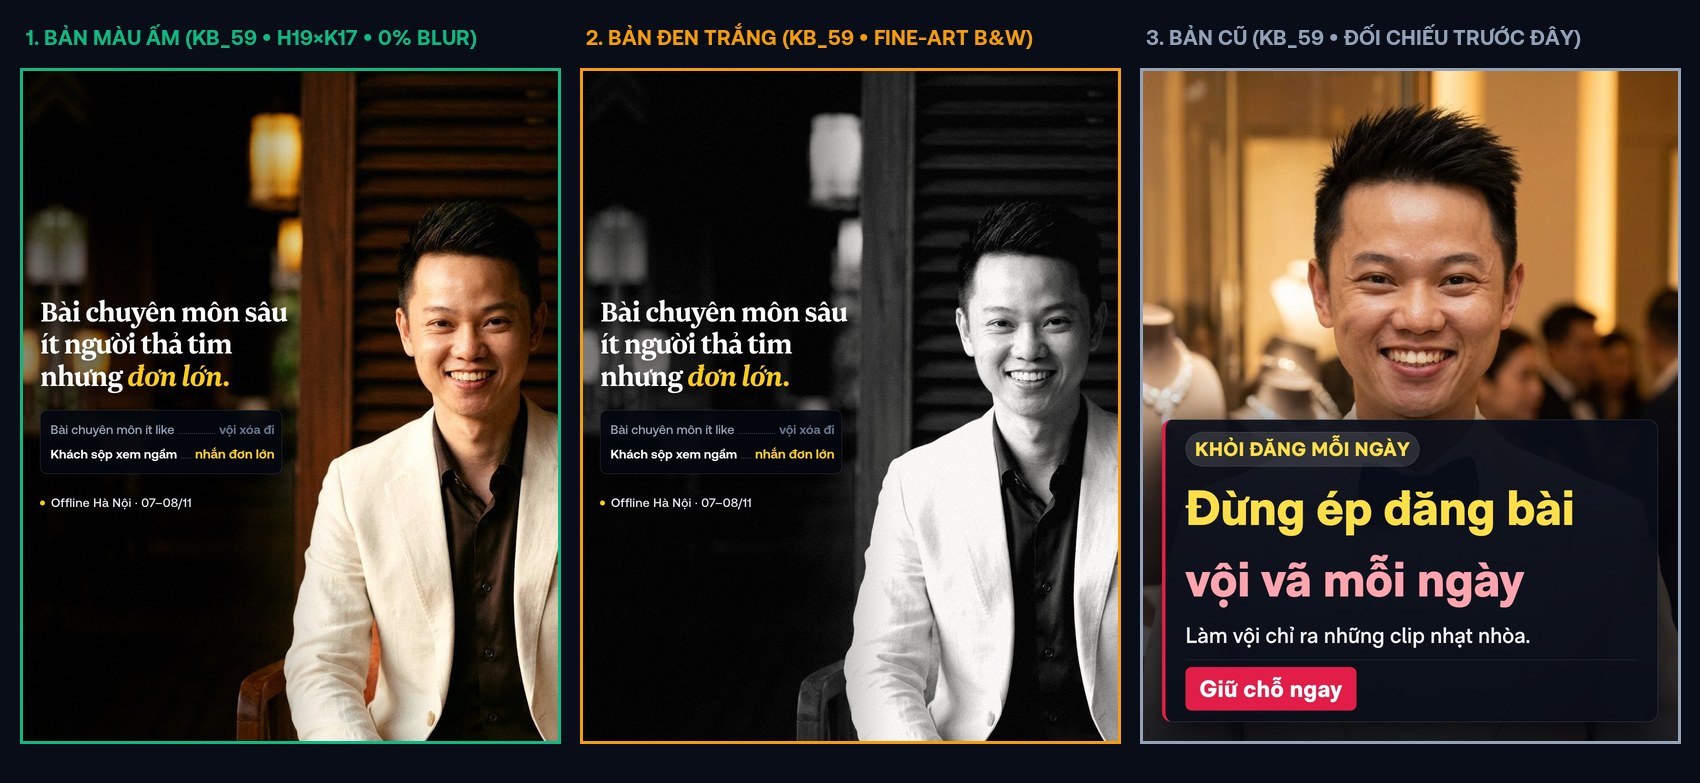 1. BẢN MÀU ẤM (KB_59 • H19×K17 • 0% BLUR)
Bài chuyên môn sâu
ít người thả tim
nhưng đơn lớn.
Bài chuyên môn ít like ........ vội xóa đi
Khách sộp xem ngầm ... nhắn đơn lớn
• Offline Hà Nội · 07–08/11
2. BẢN ĐEN TRẮNG (KB_59 • FINE-ART B&W)
Bài chuyên môn sâu
ít người thả tim
nhưng đơn lớn.
Bài chuyên môn ít like ........ vội xóa đi
Khách sộp xem ngầm ... nhắn đơn lớn
• Offline Hà Nội · 07–08/11
3. BẢN CŨ (KB_59 • ĐỐI CHIẾU TRƯỚC ĐÂY)
KHỎI ĐĂNG MỖI NGÀY
Đừng ép đăng bài
vội vã mỗi ngày
Làm vội chỉ ra những clip nhạt nhòa.
Giữ chỗ ngay